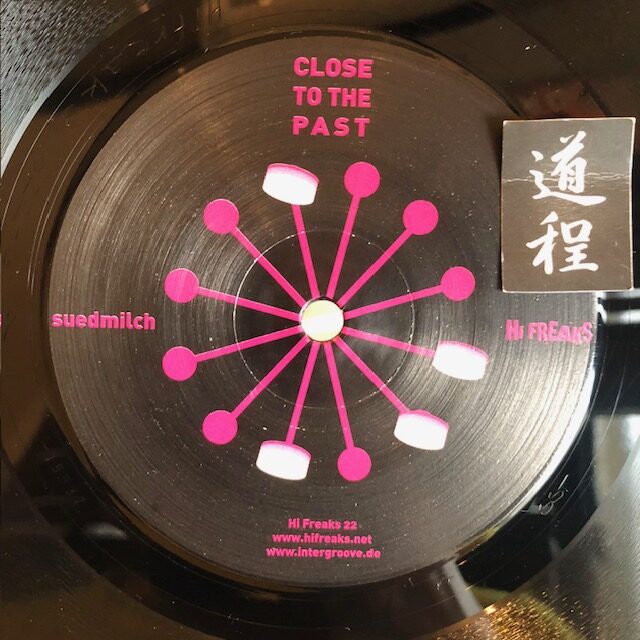 CLOSE
TO THE
PAST
道程
suedmilch
Hi FREAKS
Hi Freaks 22
www.hifreaks.net
www.intergroove.de